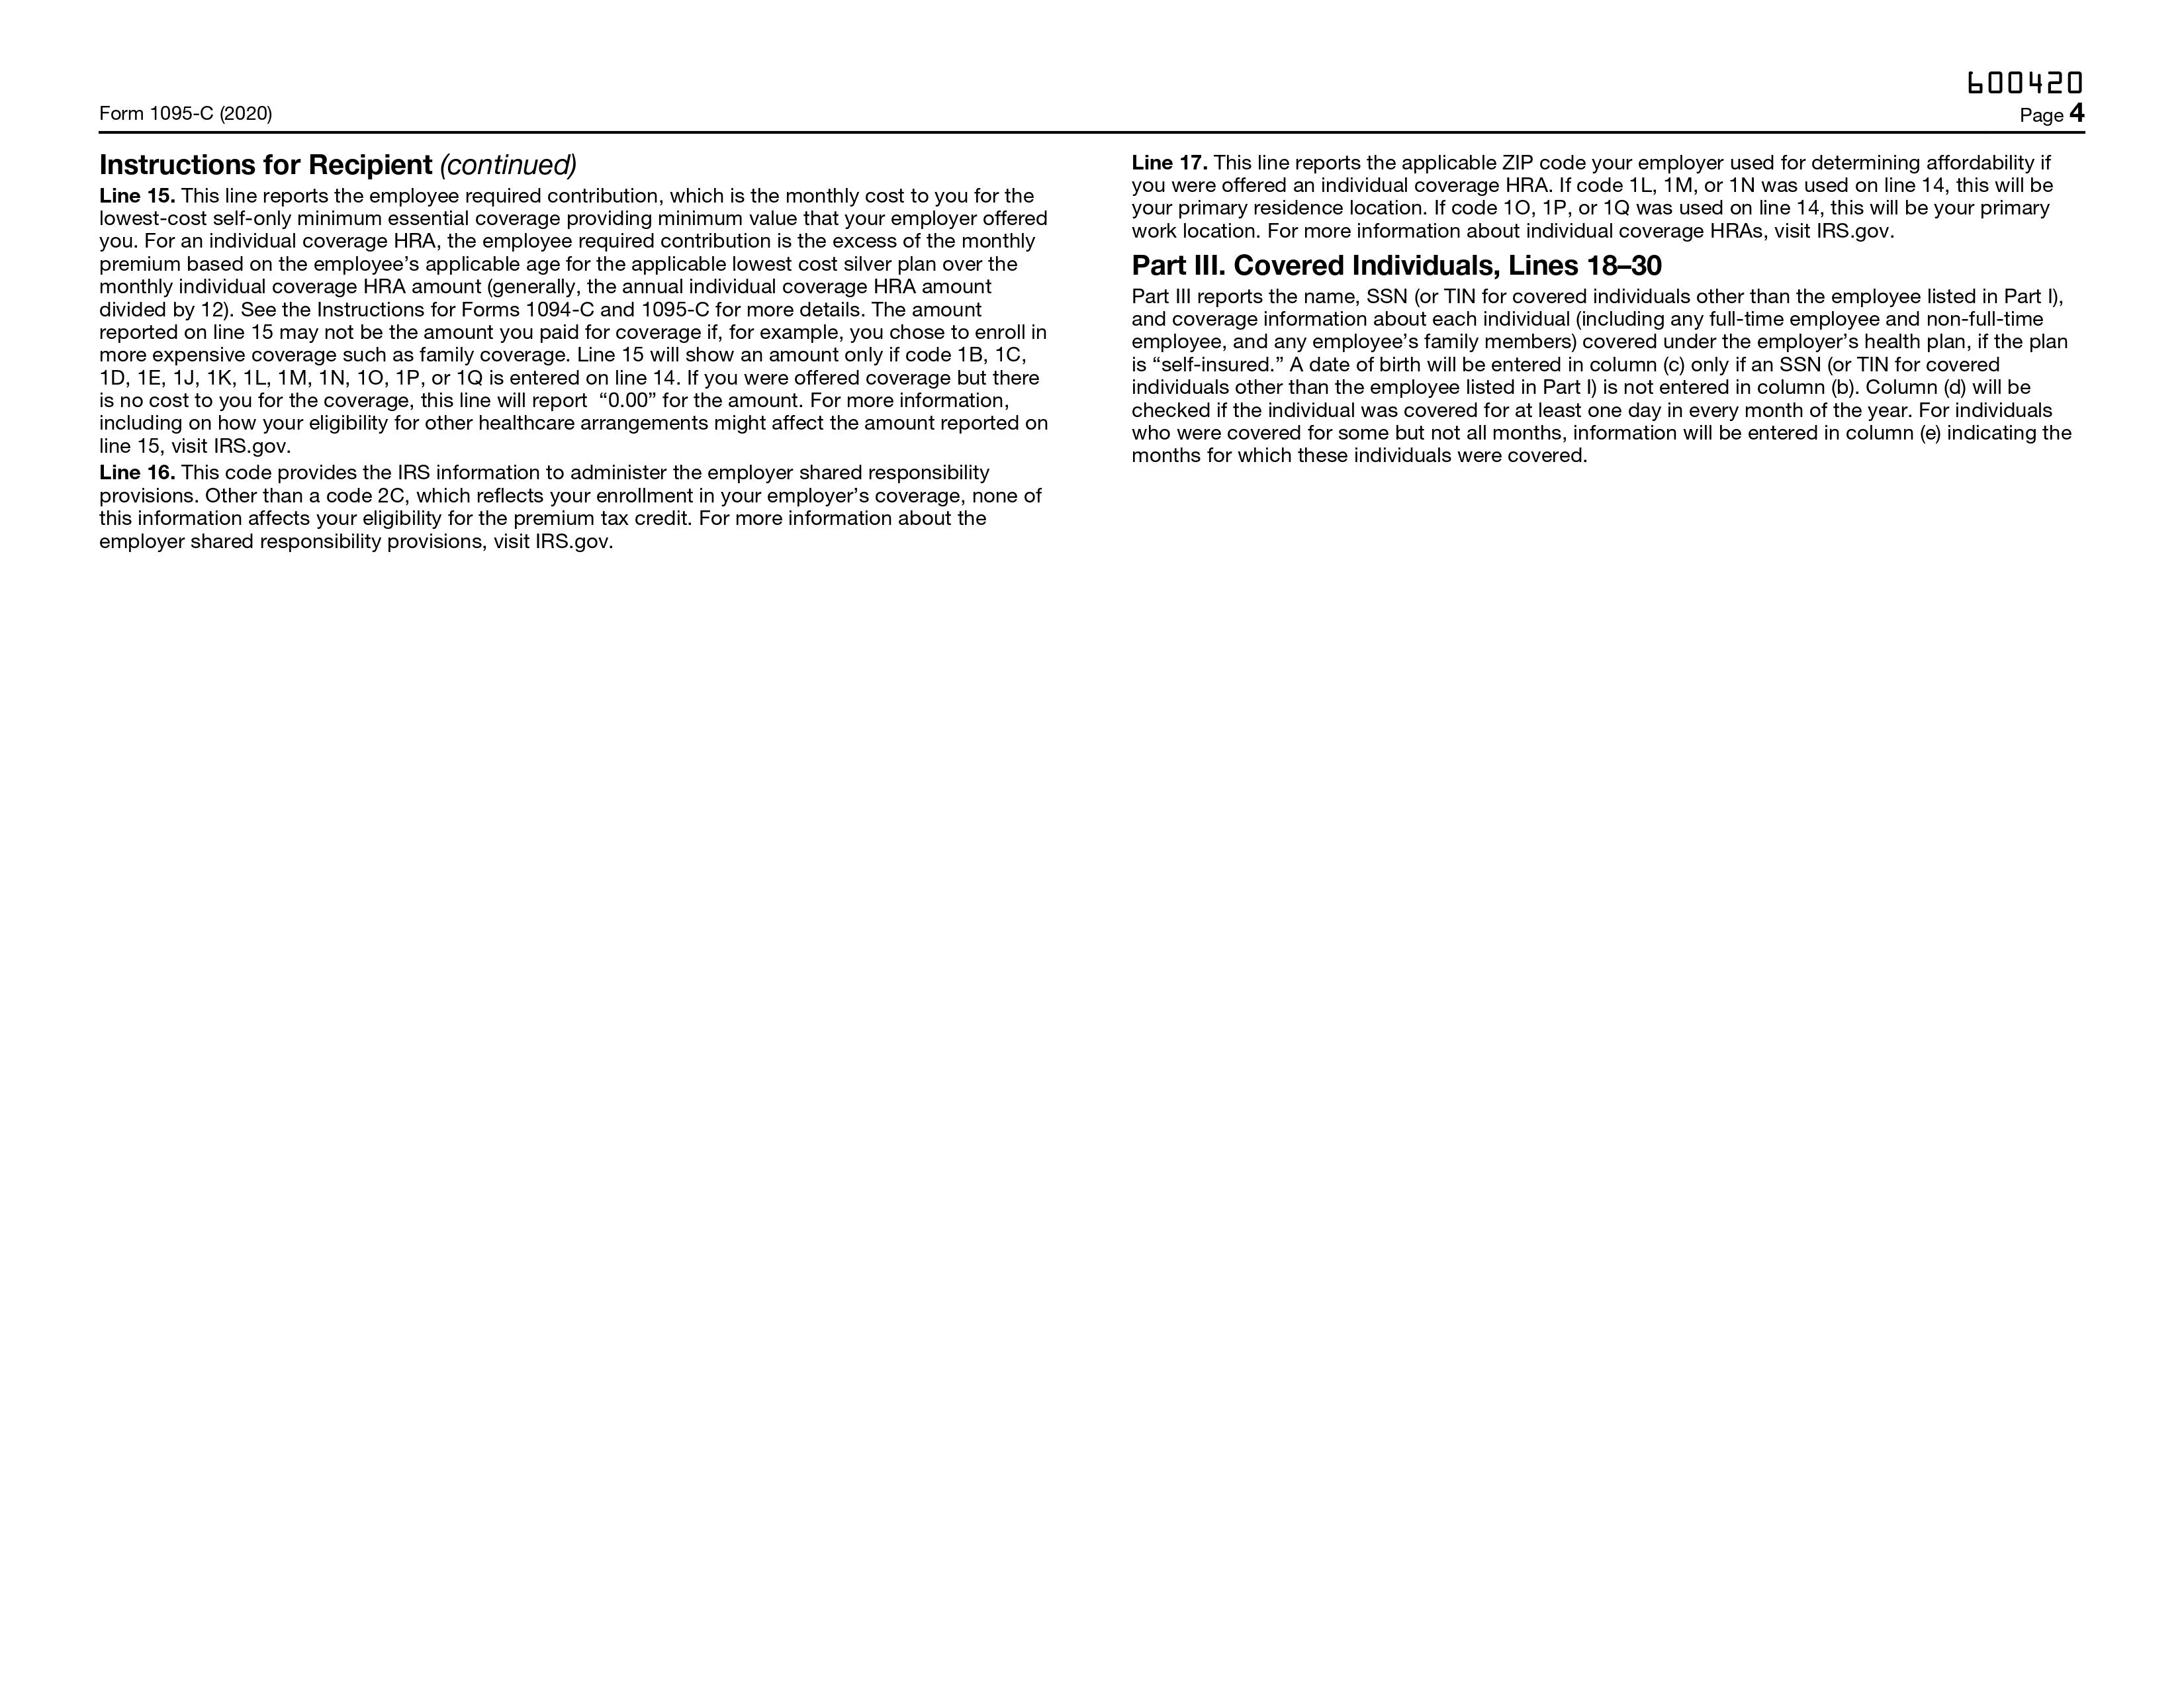 600420
Form 1095-C (2020)
Page 4
Instructions for Recipient (continued)
Line 15. This line reports the employee required contribution, which is the monthly cost to you for the
lowest-cost self-only minimum essential coverage providing minimum value that your employer offered
you. For an individual coverage HRA, the employee required contribution is the excess of the monthly
premium based on the employee’s applicable age for the applicable lowest cost silver plan over the
monthly individual coverage HRA amount (generally, the annual individual coverage HRA amount
divided by 12). See the Instructions for Forms 1094-C and 1095-C for more details. The amount
reported on line 15 may not be the amount you paid for coverage if, for example, you chose to enroll in
more expensive coverage such as family coverage. Line 15 will show an amount only if code 1B, 1C,
1D, 1E, 1J, 1K, 1L, 1M, 1N, 1O, 1P, or 1Q is entered on line 14. If you were offered coverage but there
is no cost to you for the coverage, this line will report “0.00” for the amount. For more information,
including on how your eligibility for other healthcare arrangements might affect the amount reported on
line 15, visit IRS.gov.
Line 16. This code provides the IRS information to administer the employer shared responsibility
provisions. Other than a code 2C, which reflects your enrollment in your employer’s coverage, none of
this information affects your eligibility for the premium tax credit. For more information about the
employer shared responsibility provisions, visit IRS.gov.
Line 17. This line reports the applicable ZIP code your employer used for determining affordability if
you were offered an individual coverage HRA. If code 1L, 1M, or 1N was used on line 14, this will be
your primary residence location. If code 1O, 1P, or 1Q was used on line 14, this will be your primary
work location. For more information about individual coverage HRAs, visit IRS.gov.
Part III. Covered Individuals, Lines 18–30
Part III reports the name, SSN (or TIN for covered individuals other than the employee listed in Part I),
and coverage information about each individual (including any full-time employee and non-full-time
employee, and any employee’s family members) covered under the employer’s health plan, if the plan
is “self-insured.” A date of birth will be entered in column (c) only if an SSN (or TIN for covered
individuals other than the employee listed in Part I) is not entered in column (b). Column (d) will be
checked if the individual was covered for at least one day in every month of the year. For individuals
who were covered for some but not all months, information will be entered in column (e) indicating the
months for which these individuals were covered.